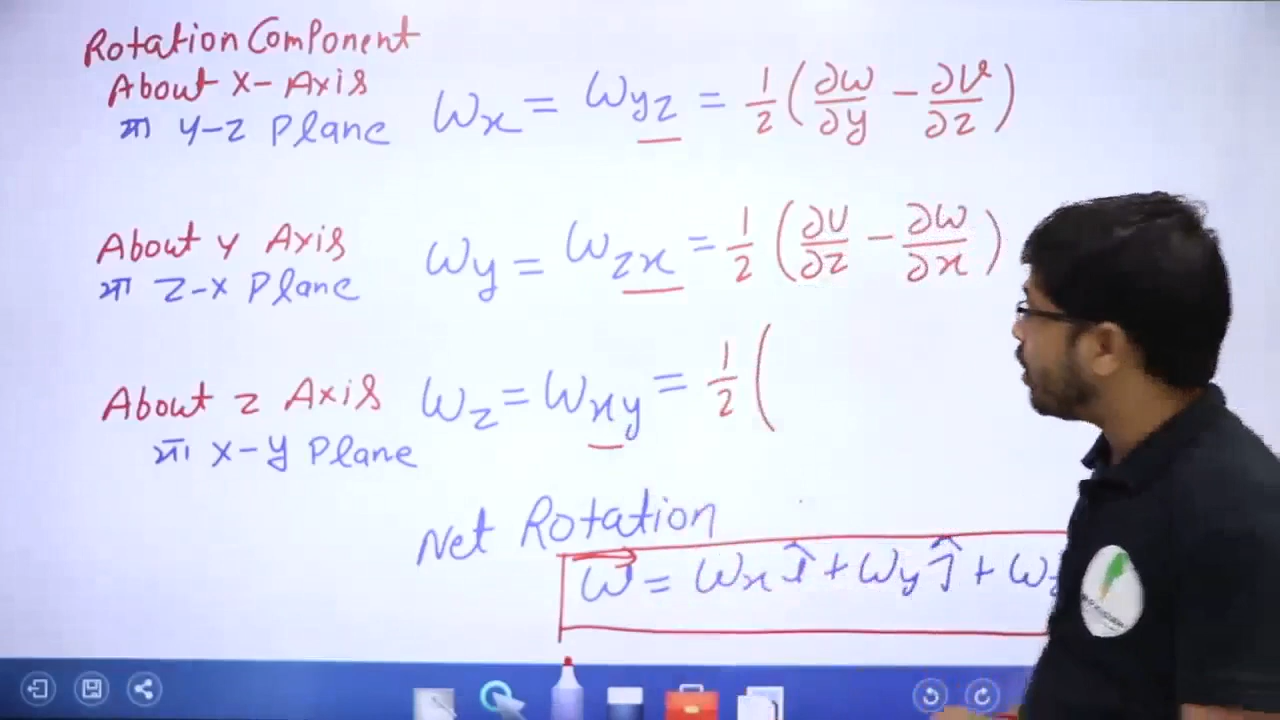 Rotation Component
About X-Axis
या Y-Z Plane
ωx = ωyz = 1/2 (∂w/∂y − ∂v/∂z)
About y Axis
या Z-X Plane
ωy = ωzx = 1/2 (∂U/∂z − ∂w/∂x)
About z Axis
या X-Y Plane
ωz = ωxy = 1/2 (
Net Rotation
ω⃗ = ωx î + ωy ĵ + ω